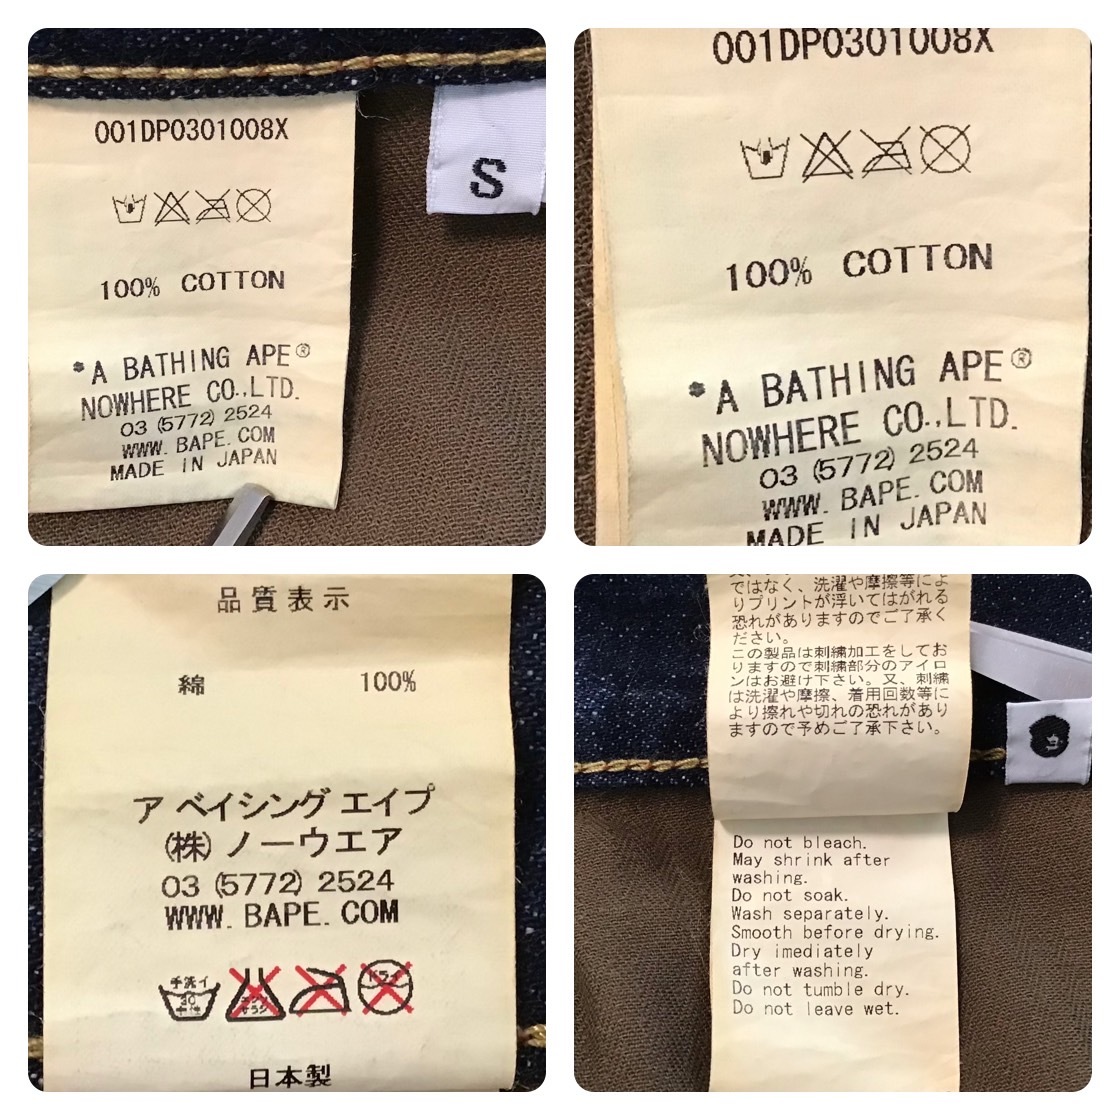 001DP0301008X
S
100% COTTON
*A BATHING APE®
NOWHERE CO.,LTD.
03 (5772) 2524
WWW. BAPE. COM
MADE IN JAPAN
001DP0301008X
100% COTTON
*A BATHING APE®
NOWHERE CO.,LTD.
03 (5772) 2524
WWW. BAPE. COM
MADE IN JAPAN
品質表示
綿 100%
ア ベイシング エイプ
(株) ノーウエア
03 (5772) 2524
WWW. BAPE. COM
手洗イ
30
中性
ドライ
日本製
ではなく、洗濯や摩擦等によ
りプリントが浮いてはがれる
恐れがありますのでご了承く
ださい。
この製品は刺繍加工をしてお
りますので刺繍部分のアイロ
ンはお避け下さい。又、刺繍
は洗濯や摩擦、着用回数等に
より擦れや切れの恐れがあり
ますので予めご了承下さい。
Do not bleach.
May shrink after
washing.
Do not soak.
Wash separately.
Smooth before drying.
Dry imediately
after washing.
Do not tumble dry.
Do not leave wet.